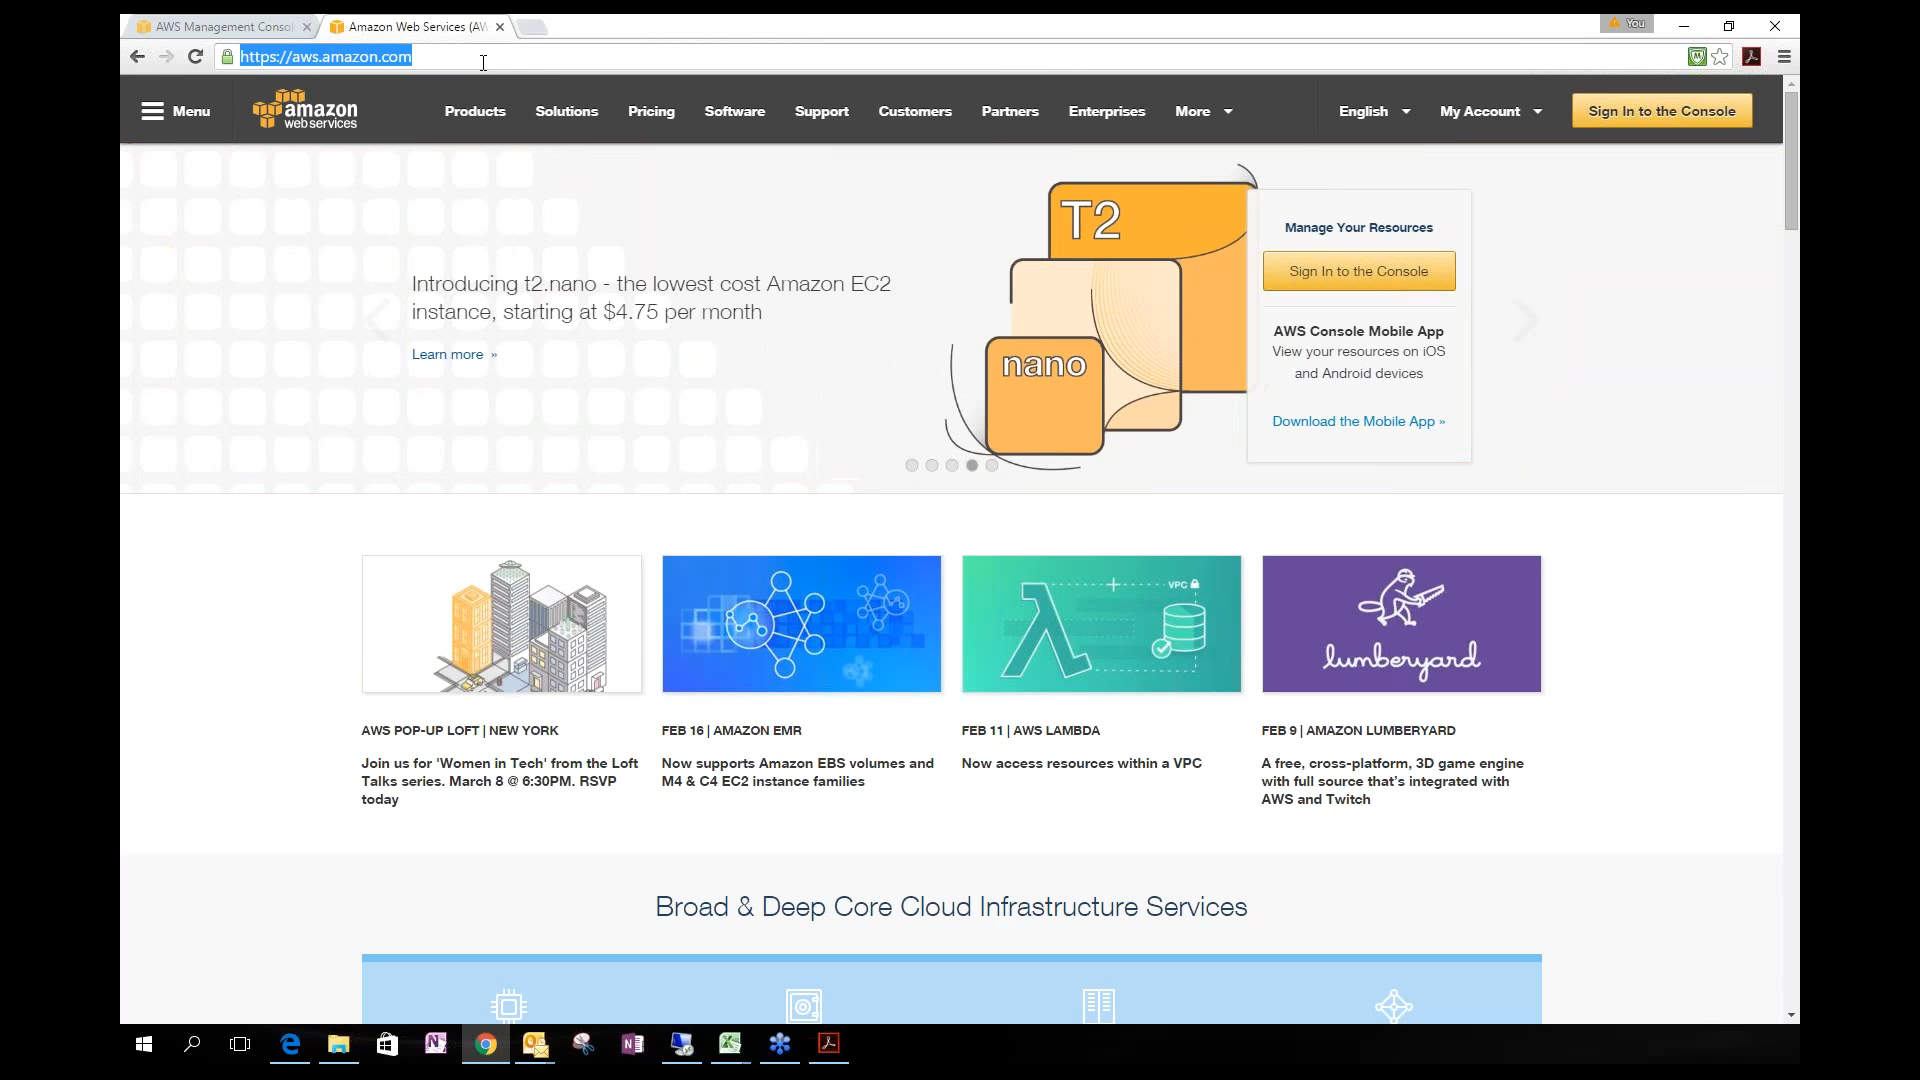 AWS Management Consol
Amazon Web Services (AW
You
https://aws.amazon.com
Menu
amazon
web services
Products
Solutions
Pricing
Software
Support
Customers
Partners
Enterprises
More
English
My Account
Sign In to the Console
Introducing t2.nano - the lowest cost Amazon EC2
instance, starting at $4.75 per month
Learn more »
T2
nano
Manage Your Resources
Sign In to the Console
AWS Console Mobile App
View your resources on iOS
and Android devices
Download the Mobile App »
VPC
lumberyard
AWS POP-UP LOFT | NEW YORK
Join us for 'Women in Tech' from the Loft
Talks series. March 8 @ 6:30PM. RSVP
today
FEB 16 | AMAZON EMR
Now supports Amazon EBS volumes and
M4 & C4 EC2 instance families
FEB 11 | AWS LAMBDA
Now access resources within a VPC
FEB 9 | AMAZON LUMBERYARD
A free, cross-platform, 3D game engine
with full source that's integrated with
AWS and Twitch
Broad & Deep Core Cloud Infrastructure Services